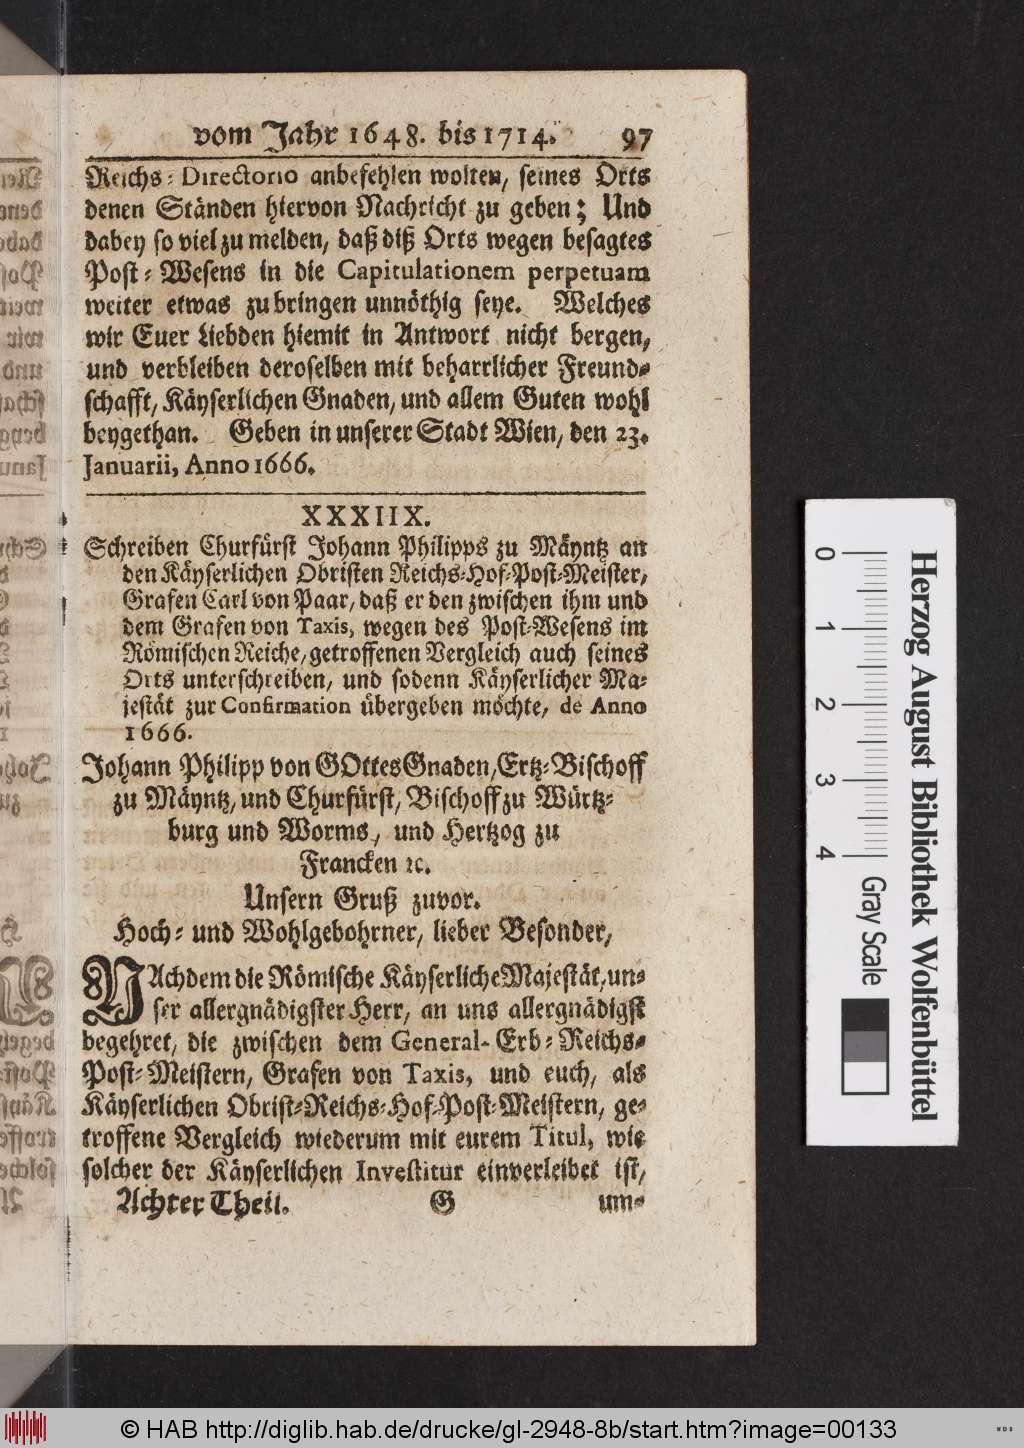 vom Jahr 1648. bis 1714. 97
Reichs-Directorio anbefehlen wolten, seines Orts
denen Ständen hiervon Nachricht zu geben; Und
dabey so viel zu melden, daß diß Orts wegen besagtes
Post-Wesens in die Capitulationem perpetuam
weiter etwas zu bringen unnöthig seye. Welches
wir Euer Liebden hiemit in Antwort nicht bergen,
und verbleiben deroselben mit beharrlicher Freund-
schafft, Käyserlichen Gnaden, und allem Guten wohl
beygethan. Geben in unserer Stadt Wien, den 23.
Januarii, Anno 1666.
XXXIIX.
Schreiben Churfürst Johann Philipps zu Mäyntz an
den Käyserlichen Obristen Reichs-Hof-Post-Meister,
Grafen Carl von Paar, daß er den zwischen ihm und
dem Grafen von Taxis, wegen des Post-Wesens im
Römischen Reiche, getroffenen Vergleich auch seines
Orts unterschreiben, und sodenn Käyserlicher Ma-
jestät zur Confirmation übergeben möchte, de Anno
1666.
Johann Philipp von GOttes Gnaden, Ertz-Bischoff
zu Mäyntz, und Churfürst, Bischoff zu Würtz-
burg und Worms, und Hertzog zu
Francken ꝛc.
Unsern Gruß zuvor.
Hoch- und Wohlgebohrner, lieber Besonder,
NAchdem die Römische Käyserliche Majestät, un-
ser allergnädigster Herr, an uns allergnädigst
begehret, die zwischen dem General-Erb-Reichs-
Post-Meistern, Grafen von Taxis, und euch, als
Käyserlichen Obrist-Reichs-Hof-Post-Meistern, ge-
troffene Vergleich wiederum mit eurem Titul, wie
solcher der Käyserlichen Investitur einverleibet ist,
Achter Theil. G um-
0 1 2 3 4 Gray Scale
Herzog August Bibliothek Wolfenbüttel
© HAB http://diglib.hab.de/drucke/gl-2948-8b/start.htm?image=00133